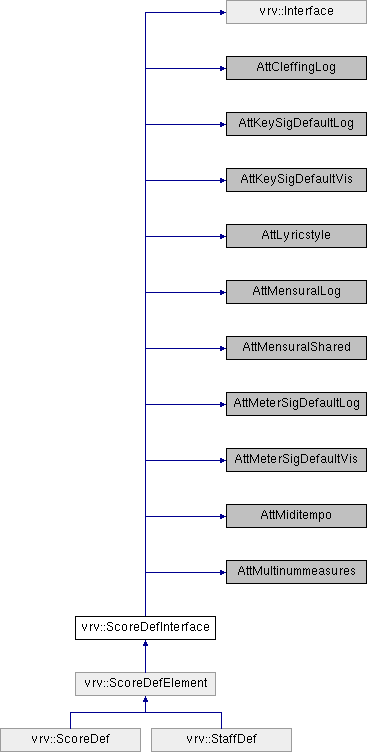 vrv::Interface
AttCleffingLog
AttKeySigDefaultLog
AttKeySigDefaultVis
AttLyricstyle
AttMensuralLog
AttMensuralShared
AttMeterSigDefaultLog
AttMeterSigDefaultVis
AttMiditempo
AttMultinummeasures
vrv::ScoreDefInterface
vrv::ScoreDefElement
vrv::ScoreDef
vrv::StaffDef